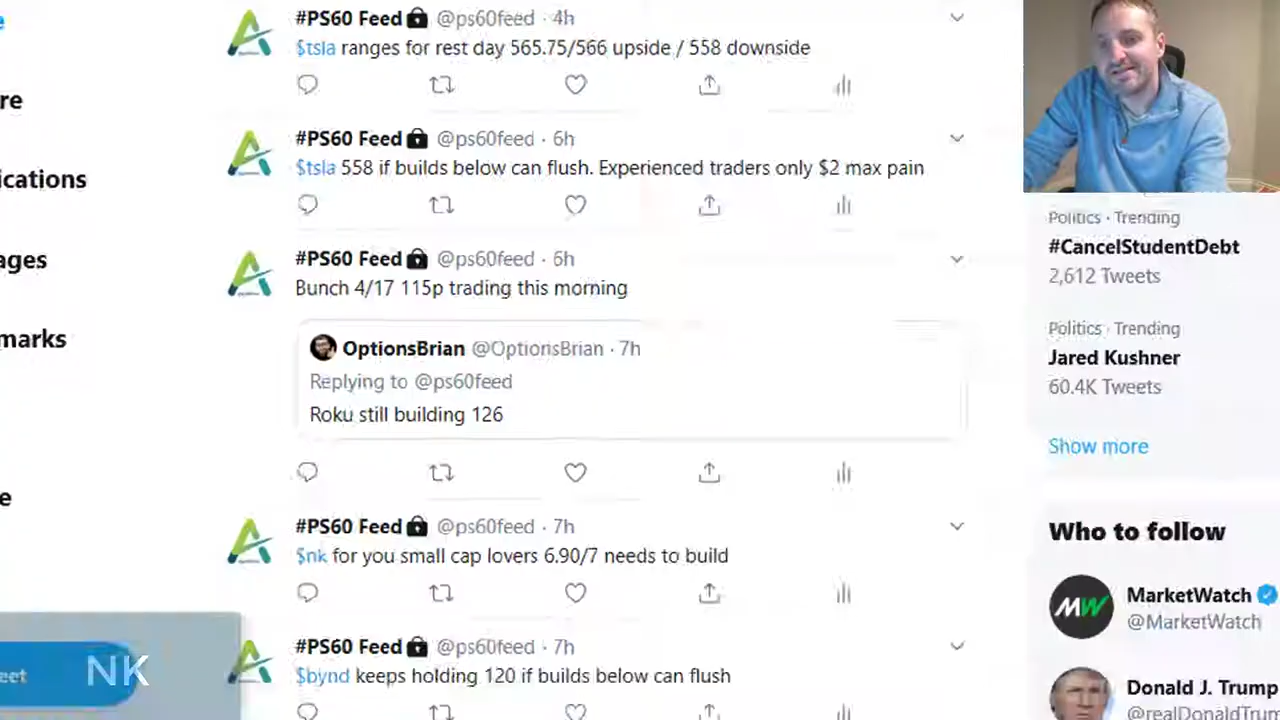 #PS60 Feed @ps60feed · 4h
$tsla ranges for rest day 565.75/566 upside / 558 downside
re
#PS60 Feed @ps60feed · 6h
$tsla 558 if builds below can flush. Experienced traders only $2 max pain
ications
Politics · Trending
#CancelStudentDebt
2,612 Tweets
ages
#PS60 Feed @ps60feed · 6h
Bunch 4/17 115p trading this morning
marks
OptionsBrian @OptionsBrian · 7h
Replying to @ps60feed
Roku still building 126
Politics · Trending
Jared Kushner
60.4K Tweets
Show more
e
#PS60 Feed @ps60feed · 7h
$nk for you small cap lovers 6.90/7 needs to build
Who to follow
MarketWatch
@MarketWatch
#PS60 Feed @ps60feed · 7h
$bynd keeps holding 120 if builds below can flush
eet
NK
Donald J. Trump
@realDonaldTrum